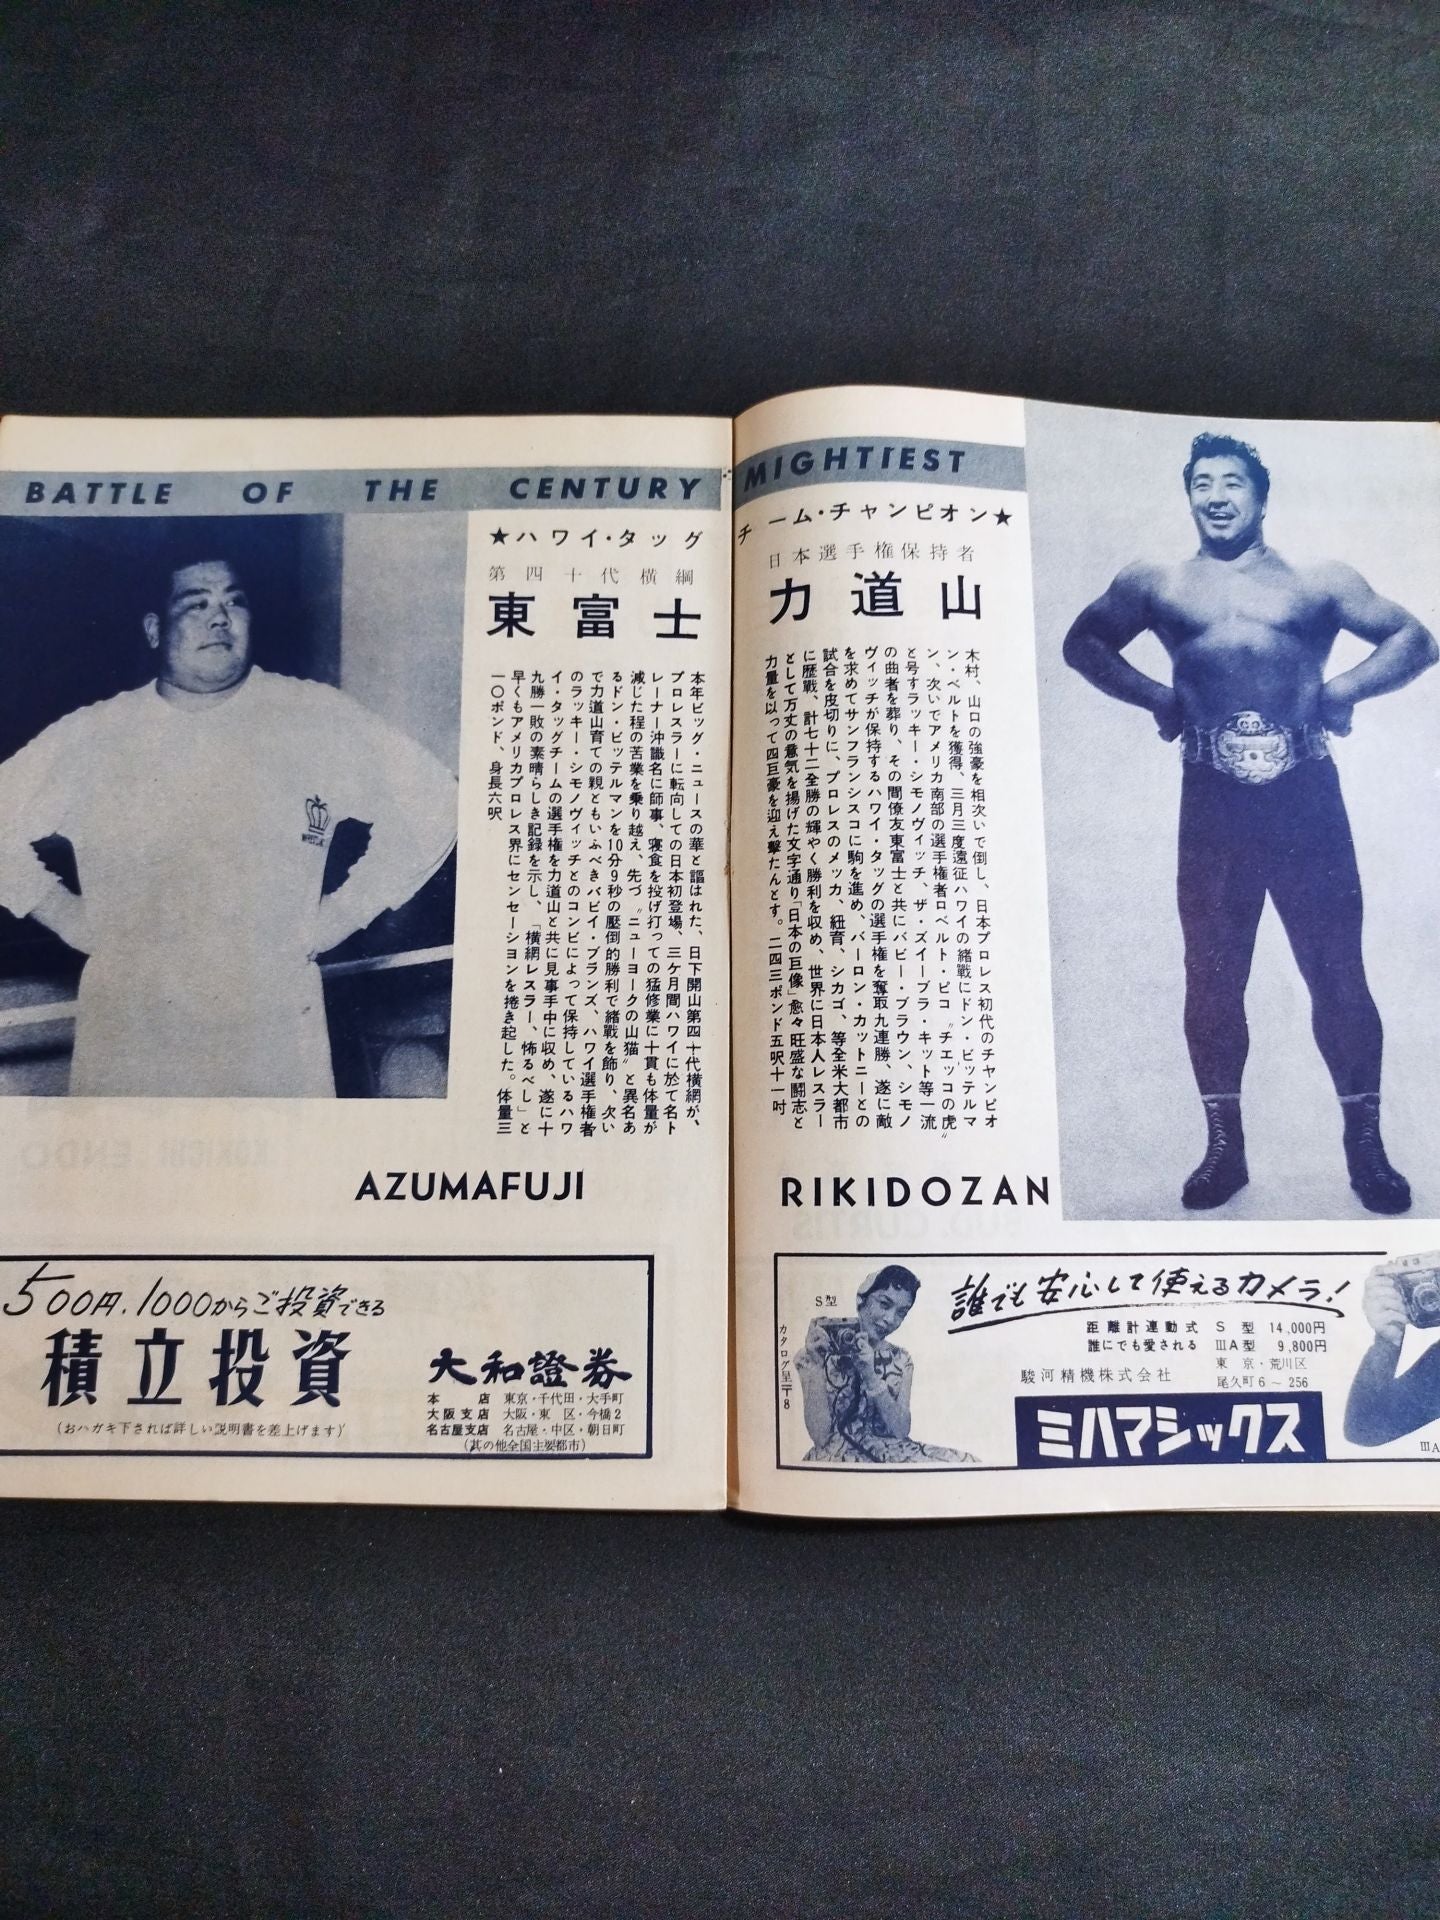 BATTLE OF THE CENTURY
★ハワイ・タッグ
第四十代横綱
東富士
本年ビッグ・ニュースの華と謳はれた、日下開山第四十代横綱が、
プロレスラーに転向しての日本初登場、三ケ月間ハワイに於て名ト
レーナー沖識名に師事、寝食を投げ打っての猛修業に十貫も体量が
減じた程の苦業を乗り越え、先づ〝ニューヨークの山猫〟と異名あ
るドン・ビッテルマンを10分9秒の壓倒的勝利で緒戦を飾り、次い
で力道山育ての親ともいふべきバビイ・ブランズ、ハワイ選手権者
のラッキー・シモノヴィッチとのコンビによって保持しているハワ
イ・タッグチームの選手権を力道山と共に見事手中に収め、遂に十
九勝一敗の素晴らしき記録を示し、「横綱レスラー、怖るべし」と
早くもアメリカプロレス界にセンセーションを捲き起した。体量三
一〇ポンド、身長六呎
AZUMAFUJI
500円.1000からご投資できる
積立投資
(おハガキ下されば詳しい説明書を差上げます)
大和證券
本店 東京・千代田・大手町
大阪支店 大阪・東区・今橋2
名古屋支店 名古屋・中区・朝日町
(其の他全国主要都市)
MIGHTIEST
チーム・チャンピオン★
日本選手権保持者
力道山
木村、山口の強豪を相次いで倒し、日本プロレス初代のチャンピオ
ン・ベルトを獲得、三月三度遠征ハワイの緒戦にドン・ビッテルマ
ン、次いでアメリカ南部の選手権者ロベルト・ピコ〝チェッコの虎〟
と号すラッキー・シモノヴィッチ、ザ・ズイーブラ・キット等一流
の曲者を葬り、その間僚友東富士と共にバビー・ブラウン、シモノ
ヴィッチが保持するハワイ・タッグの選手権を奪取九連勝、遂に敵
を求めてサンフランシスコに駒を進め、バーロン・カットニーとの
試合を皮切りに、プロレスのメッカ、紐育、シカゴ、等全米大都市
に歴戦、計七十二全勝の輝やく勝利を収め、世界に日本人レスラー
として万丈の意気を揚げた文字通り「日本の巨像」愈々旺盛な闘志と
力量を以って四巨豪を迎え撃たんとす。二四三ポンド五呎十一吋
RIKIDOZAN
S型
カタログ呈〒8
誰でも安心して使えるカメラ!
距離計連動式 S型 14,000円
誰にでも愛される ⅢA型 9,800円
駿河精機株式会社
東京・荒川区
尾久町6～256
ミハマシックス
ⅢA